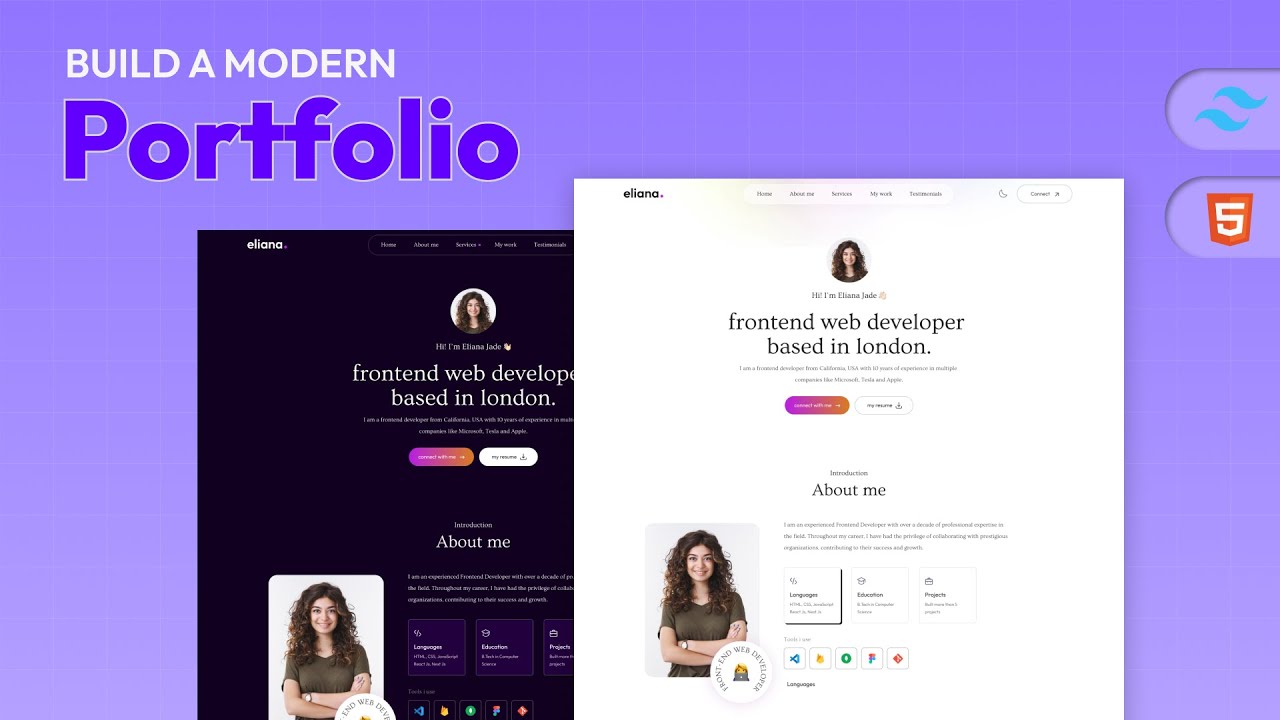 BUILD A MODERN
Portfolio
eliana.
Home
About me
Services
My work
Testimonials
Connect
Hi! I'm Eliana Jade
frontend web developer
based in london.
I am a frontend developer from California, USA with 10 years of experience in multiple
companies like Microsoft, Tesla and Apple.
connect with me
my resume
Introduction
About me
I am an experienced Frontend Developer with over a decade of professional expertise in
the field. Throughout my career, I have had the privilege of collaborating with prestigious
organizations, contributing to their success and growth.
Languages
HTML, CSS, JavaScript
React Js, Next Js
Education
B.Tech in Computer
Science
Projects
Built more than 5
projects
Tools i use
FRONT END WEB DEVELOPER
Languages
eliana.
Home
About me
Services
My work
Testimonials
Hi! I'm Eliana Jade
frontend web develope
based in london.
I am a frontend developer from California, USA with 10 years of experience in multip
companies like Microsoft, Tesla and Apple.
connect with me
my resume
Introduction
About me
I am an experienced Frontend Developer with over a decade of pr
the field. Throughout my career, I have had the privilege of collab
organizations, contributing to their success and growth.
Languages
HTML, CSS, JavaScript
React Js, Next Js
Education
B.Tech in Computer
Science
Projects
Built more th
projects
Tools i use
END WEB DEVEL